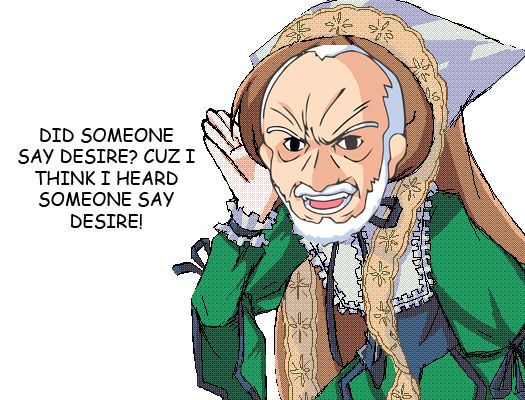 DID SOMEONE
SAY DESIRE? CUZ I
THINK I HEARD
SOMEONE SAY
DESIRE!